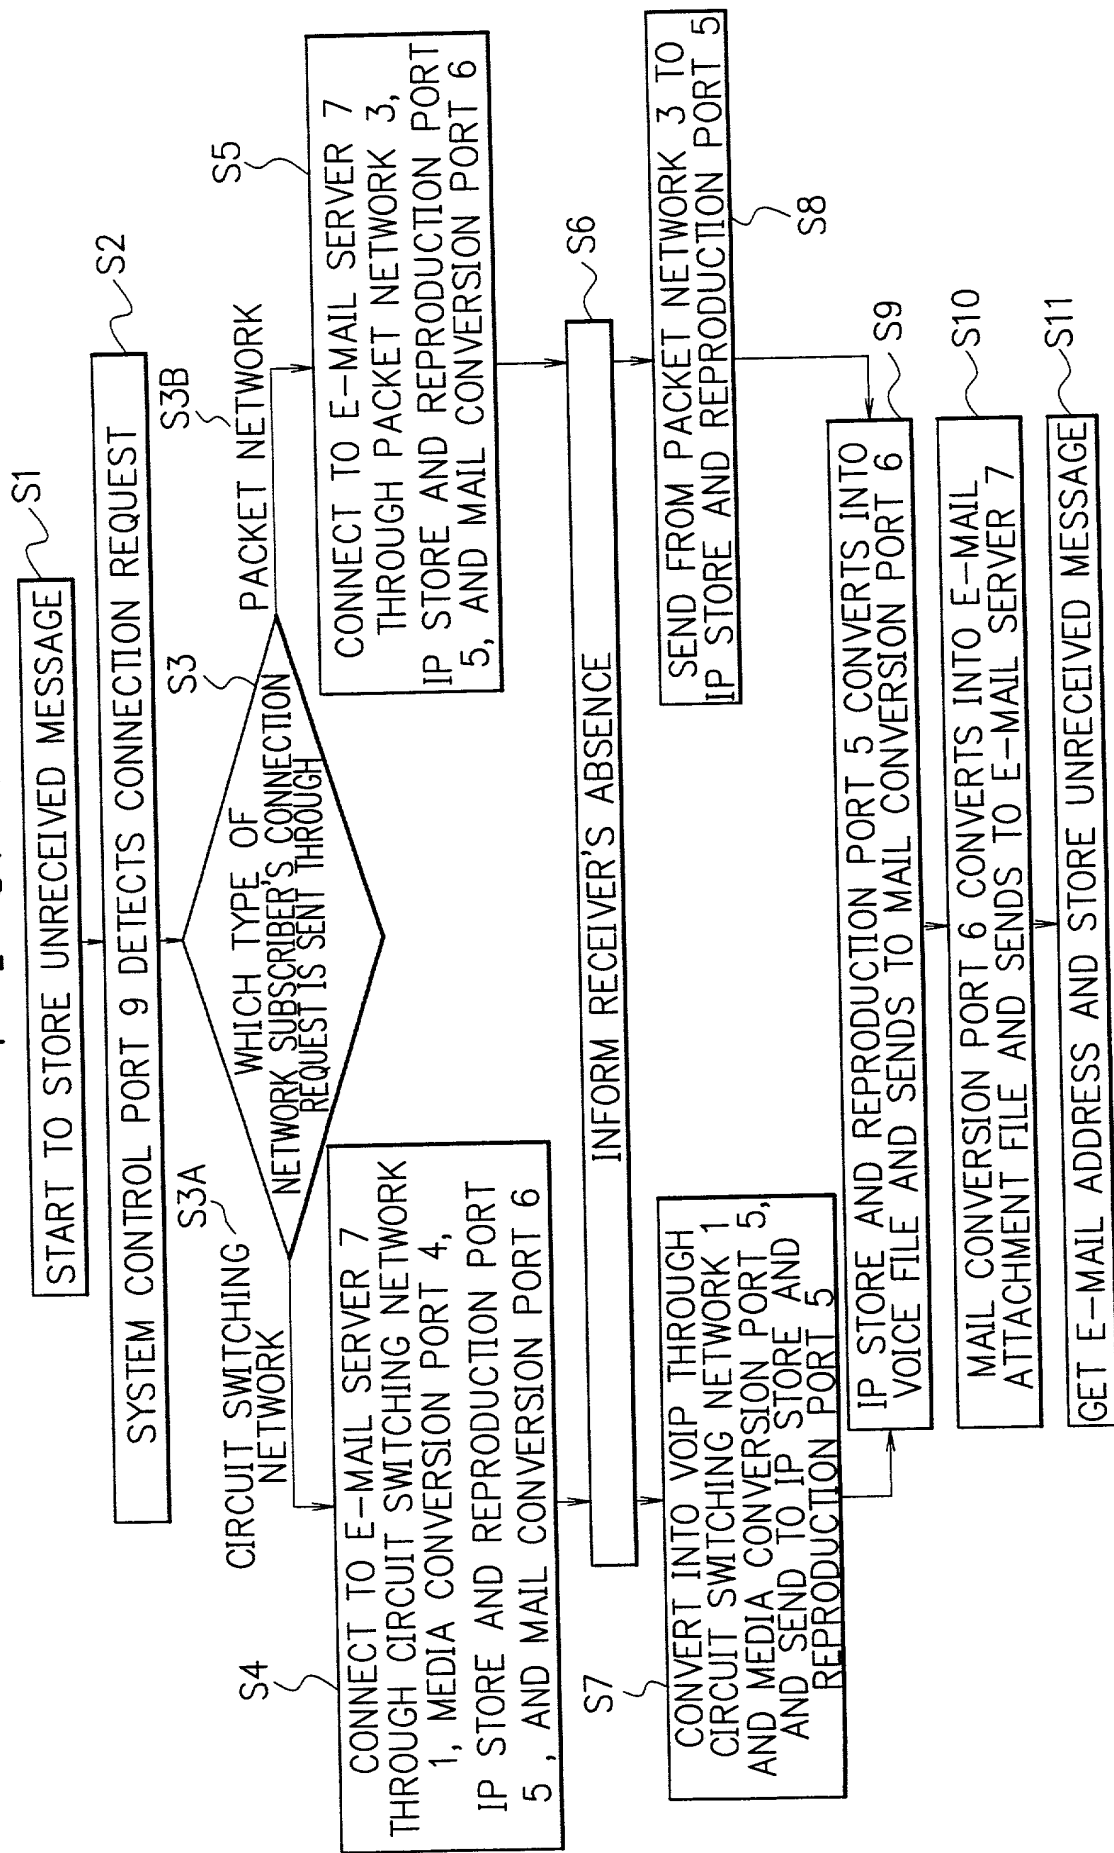 START TO STORE UNRECEIVED MESSAGE
S1
SYSTEM CONTROL PORT 9 DETECTS CONNECTION REQUEST
S2
WHICH TYPE OF
NETWORK SUBSCRIBER'S CONNECTION
REQUEST IS SENT THROUGH
S3
CIRCUIT SWITCHING
NETWORK
S3A
PACKET NETWORK
S3B
S4
CONNECT TO E-MAIL SERVER 7
THROUGH CIRCUIT SWITCHING NETWORK
1, MEDIA CONVERSION PORT 4,
IP STORE AND REPRODUCTION PORT
5, AND MAIL CONVERSION PORT 6
S5
CONNECT TO E-MAIL SERVER 7
THROUGH PACKET NETWORK 3,
IP STORE AND REPRODUCTION PORT
5, AND MAIL CONVERSION PORT 6
INFORM RECEIVER'S ABSENCE
S6
S7
CONVERT INTO VOIP THROUGH
CIRCUIT SWITCHING NETWORK 1
AND MEDIA CONVERSION PORT 5,
AND SEND TO IP STORE AND
REPRODUCTION PORT 5
SEND FROM PACKET NETWORK 3 TO
IP STORE AND REPRODUCTION PORT 5
S8
IP STORE AND REPRODUCTION PORT 5 CONVERTS INTO
VOICE FILE AND SENDS TO MAIL CONVERSION PORT 6
S9
MAIL CONVERSION PORT 6 CONVERTS INTO E-MAIL
ATTACHMENT FILE AND SENDS TO E-MAIL SERVER 7
S10
GET E-MAIL ADDRESS AND STORE UNRECEIVED MESSAGE
S11